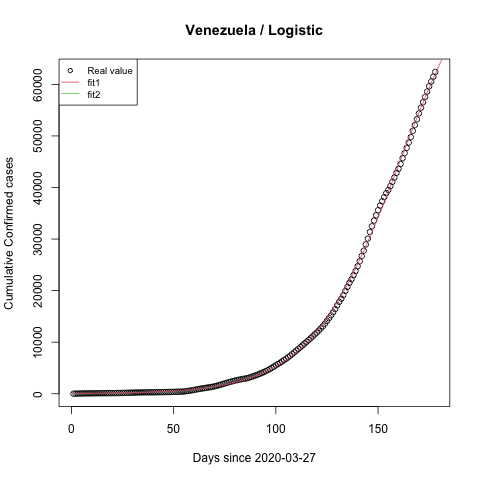 Venezuela / Logistic
Real value
fit1
fit2
Cumulative Confirmed cases
60000
50000
40000
30000
20000
10000
0
0 50 100 150
Days since 2020-03-27